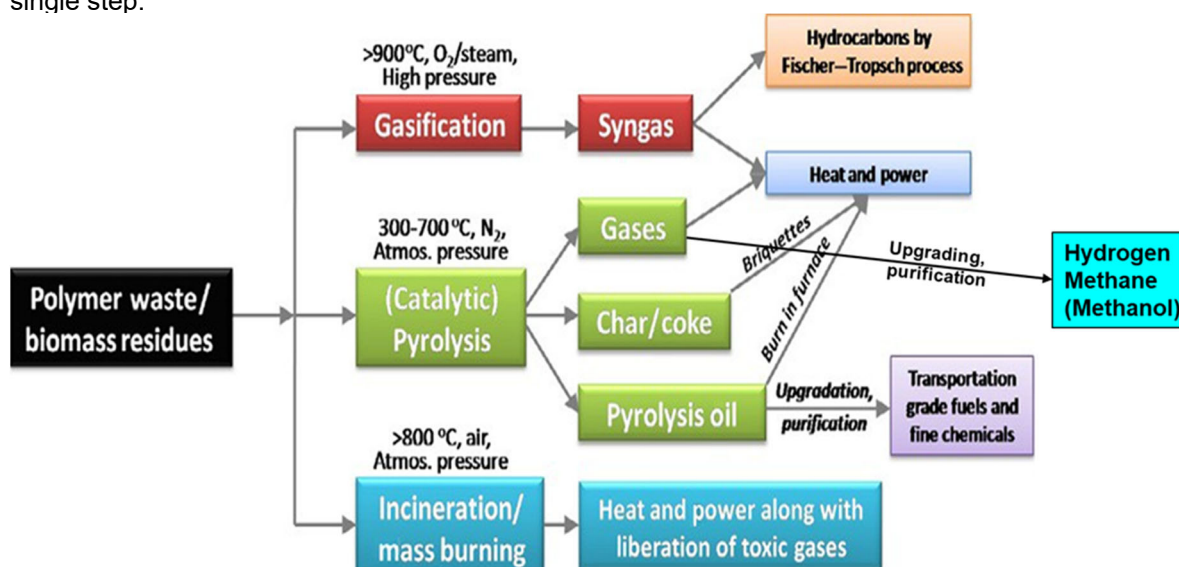 single step.
>900°C, O₂/steam,
High pressure
Gasification
Syngas
Hydrocarbons by
Fischer–Tropsch process
Heat and power
300-700 °C, N₂,
Atmos. pressure
Polymer waste/
biomass residues
(Catalytic)
Pyrolysis
Gases
Briquettes
Upgrading,
purification
Hydrogen
Methane
(Methanol)
Char/coke
Burn in furnace
Pyrolysis oil
Upgradation,
purification
Transportation
grade fuels and
fine chemicals
>800 °C, air,
Atmos. pressure
Incineration/
mass burning
Heat and power along with
liberation of toxic gases